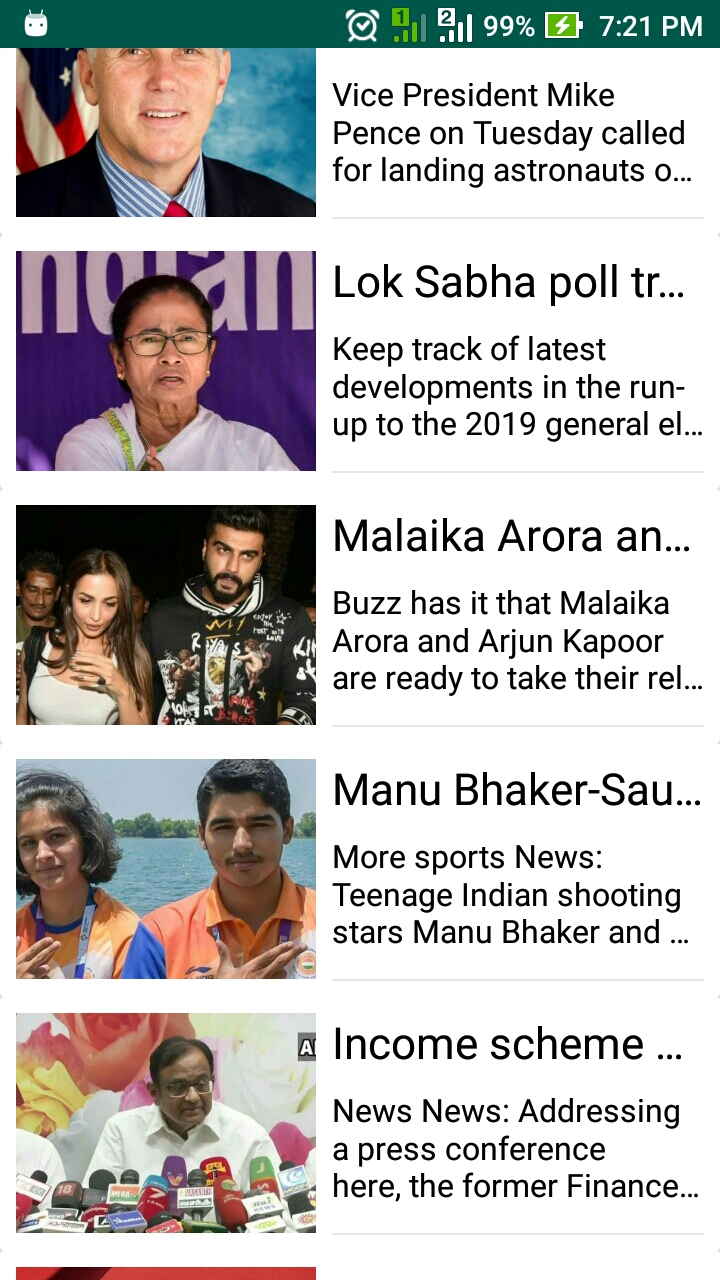 1 2 99% 7:21 PM
Vice President Mike
Pence on Tuesday called
for landing astronauts o...
Lok Sabha poll tr...
Keep track of latest
developments in the run-
up to the 2019 general el...
Malaika Arora an...
Buzz has it that Malaika
Arora and Arjun Kapoor
are ready to take their rel...
Manu Bhaker-Sau...
More sports News:
Teenage Indian shooting
stars Manu Bhaker and ...
Income scheme ...
News News: Addressing
a press conference
here, the former Finance...